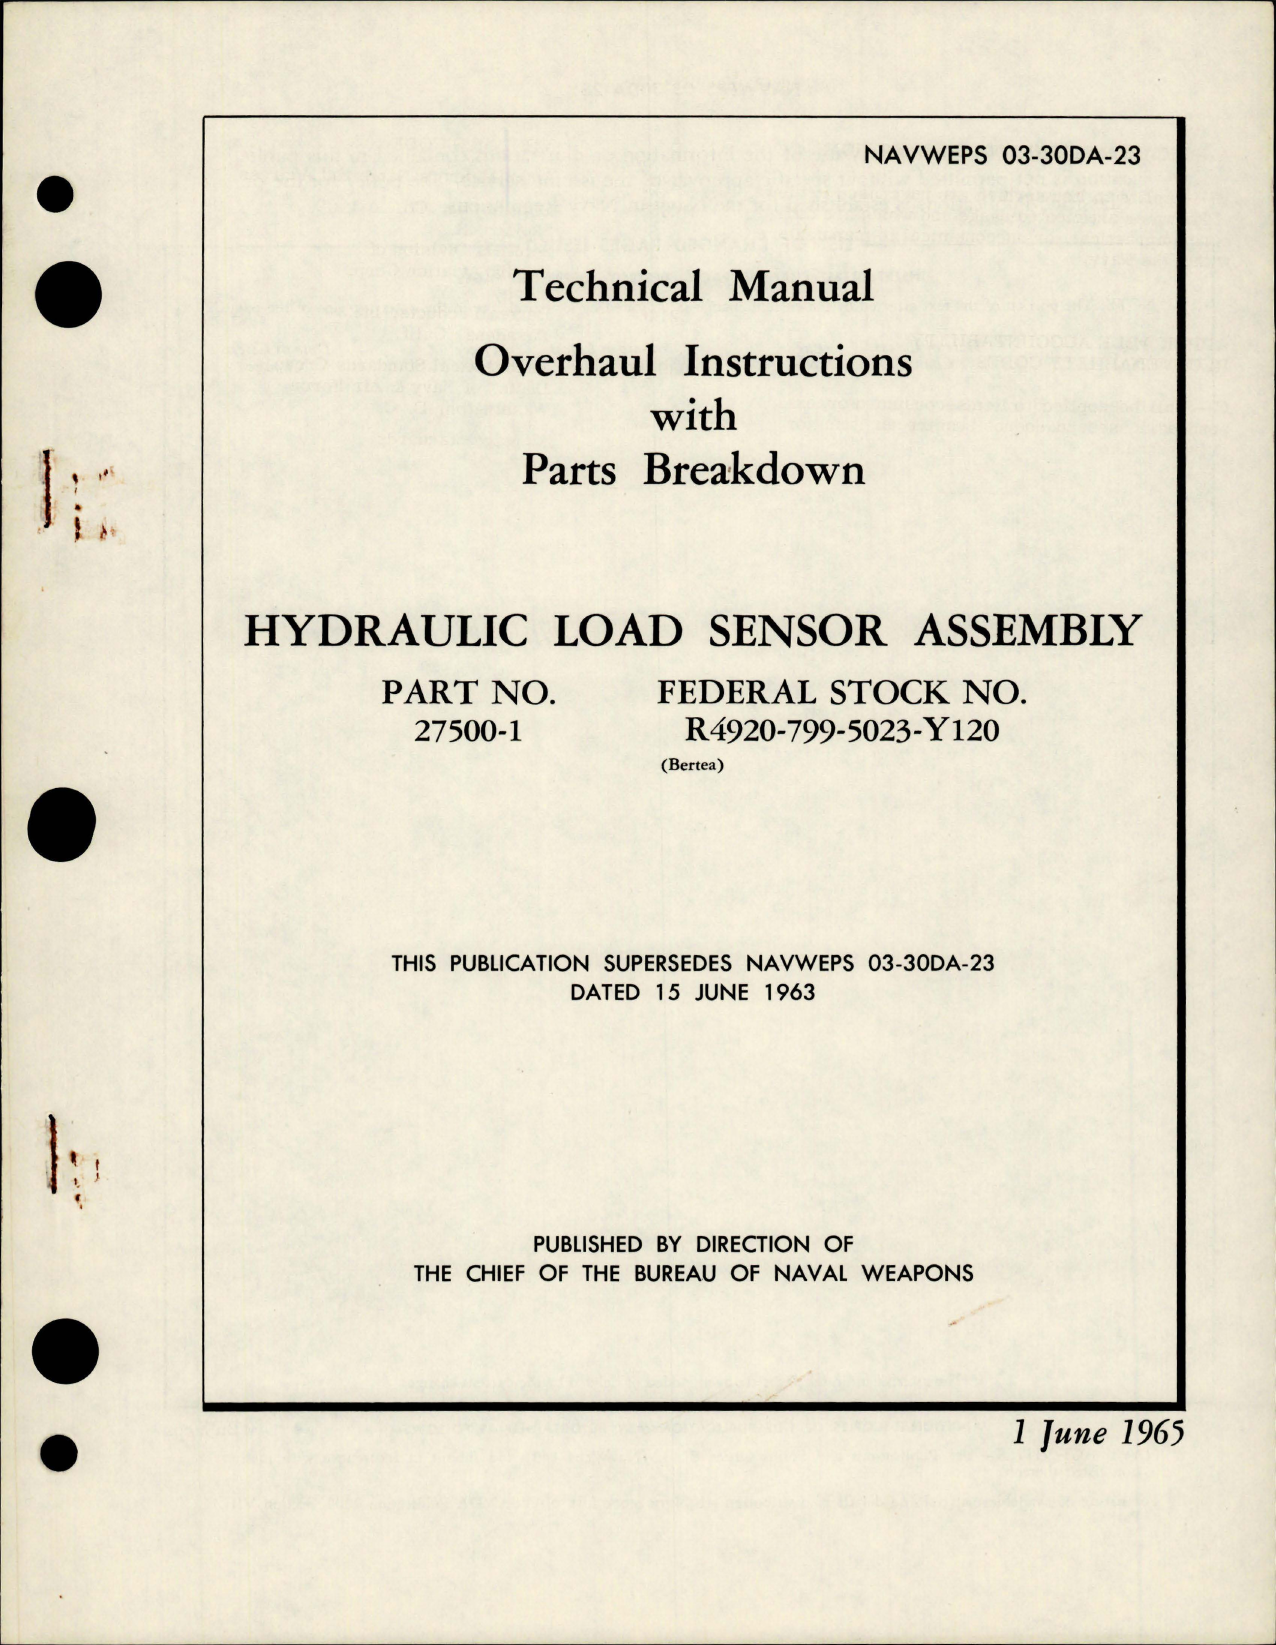 NAVWEPS 03-30DA-23
Technical Manual
Overhaul Instructions
with
Parts Breakdown
HYDRAULIC LOAD SENSOR ASSEMBLY
PART NO. FEDERAL STOCK NO.
27500-1 R4920-799-5023-Y120
(Bertea)
THIS PUBLICATION SUPERSEDES NAVWEPS 03-30DA-23
DATED 15 JUNE 1963
PUBLISHED BY DIRECTION OF
THE CHIEF OF THE BUREAU OF NAVAL WEAPONS
1 June 1965